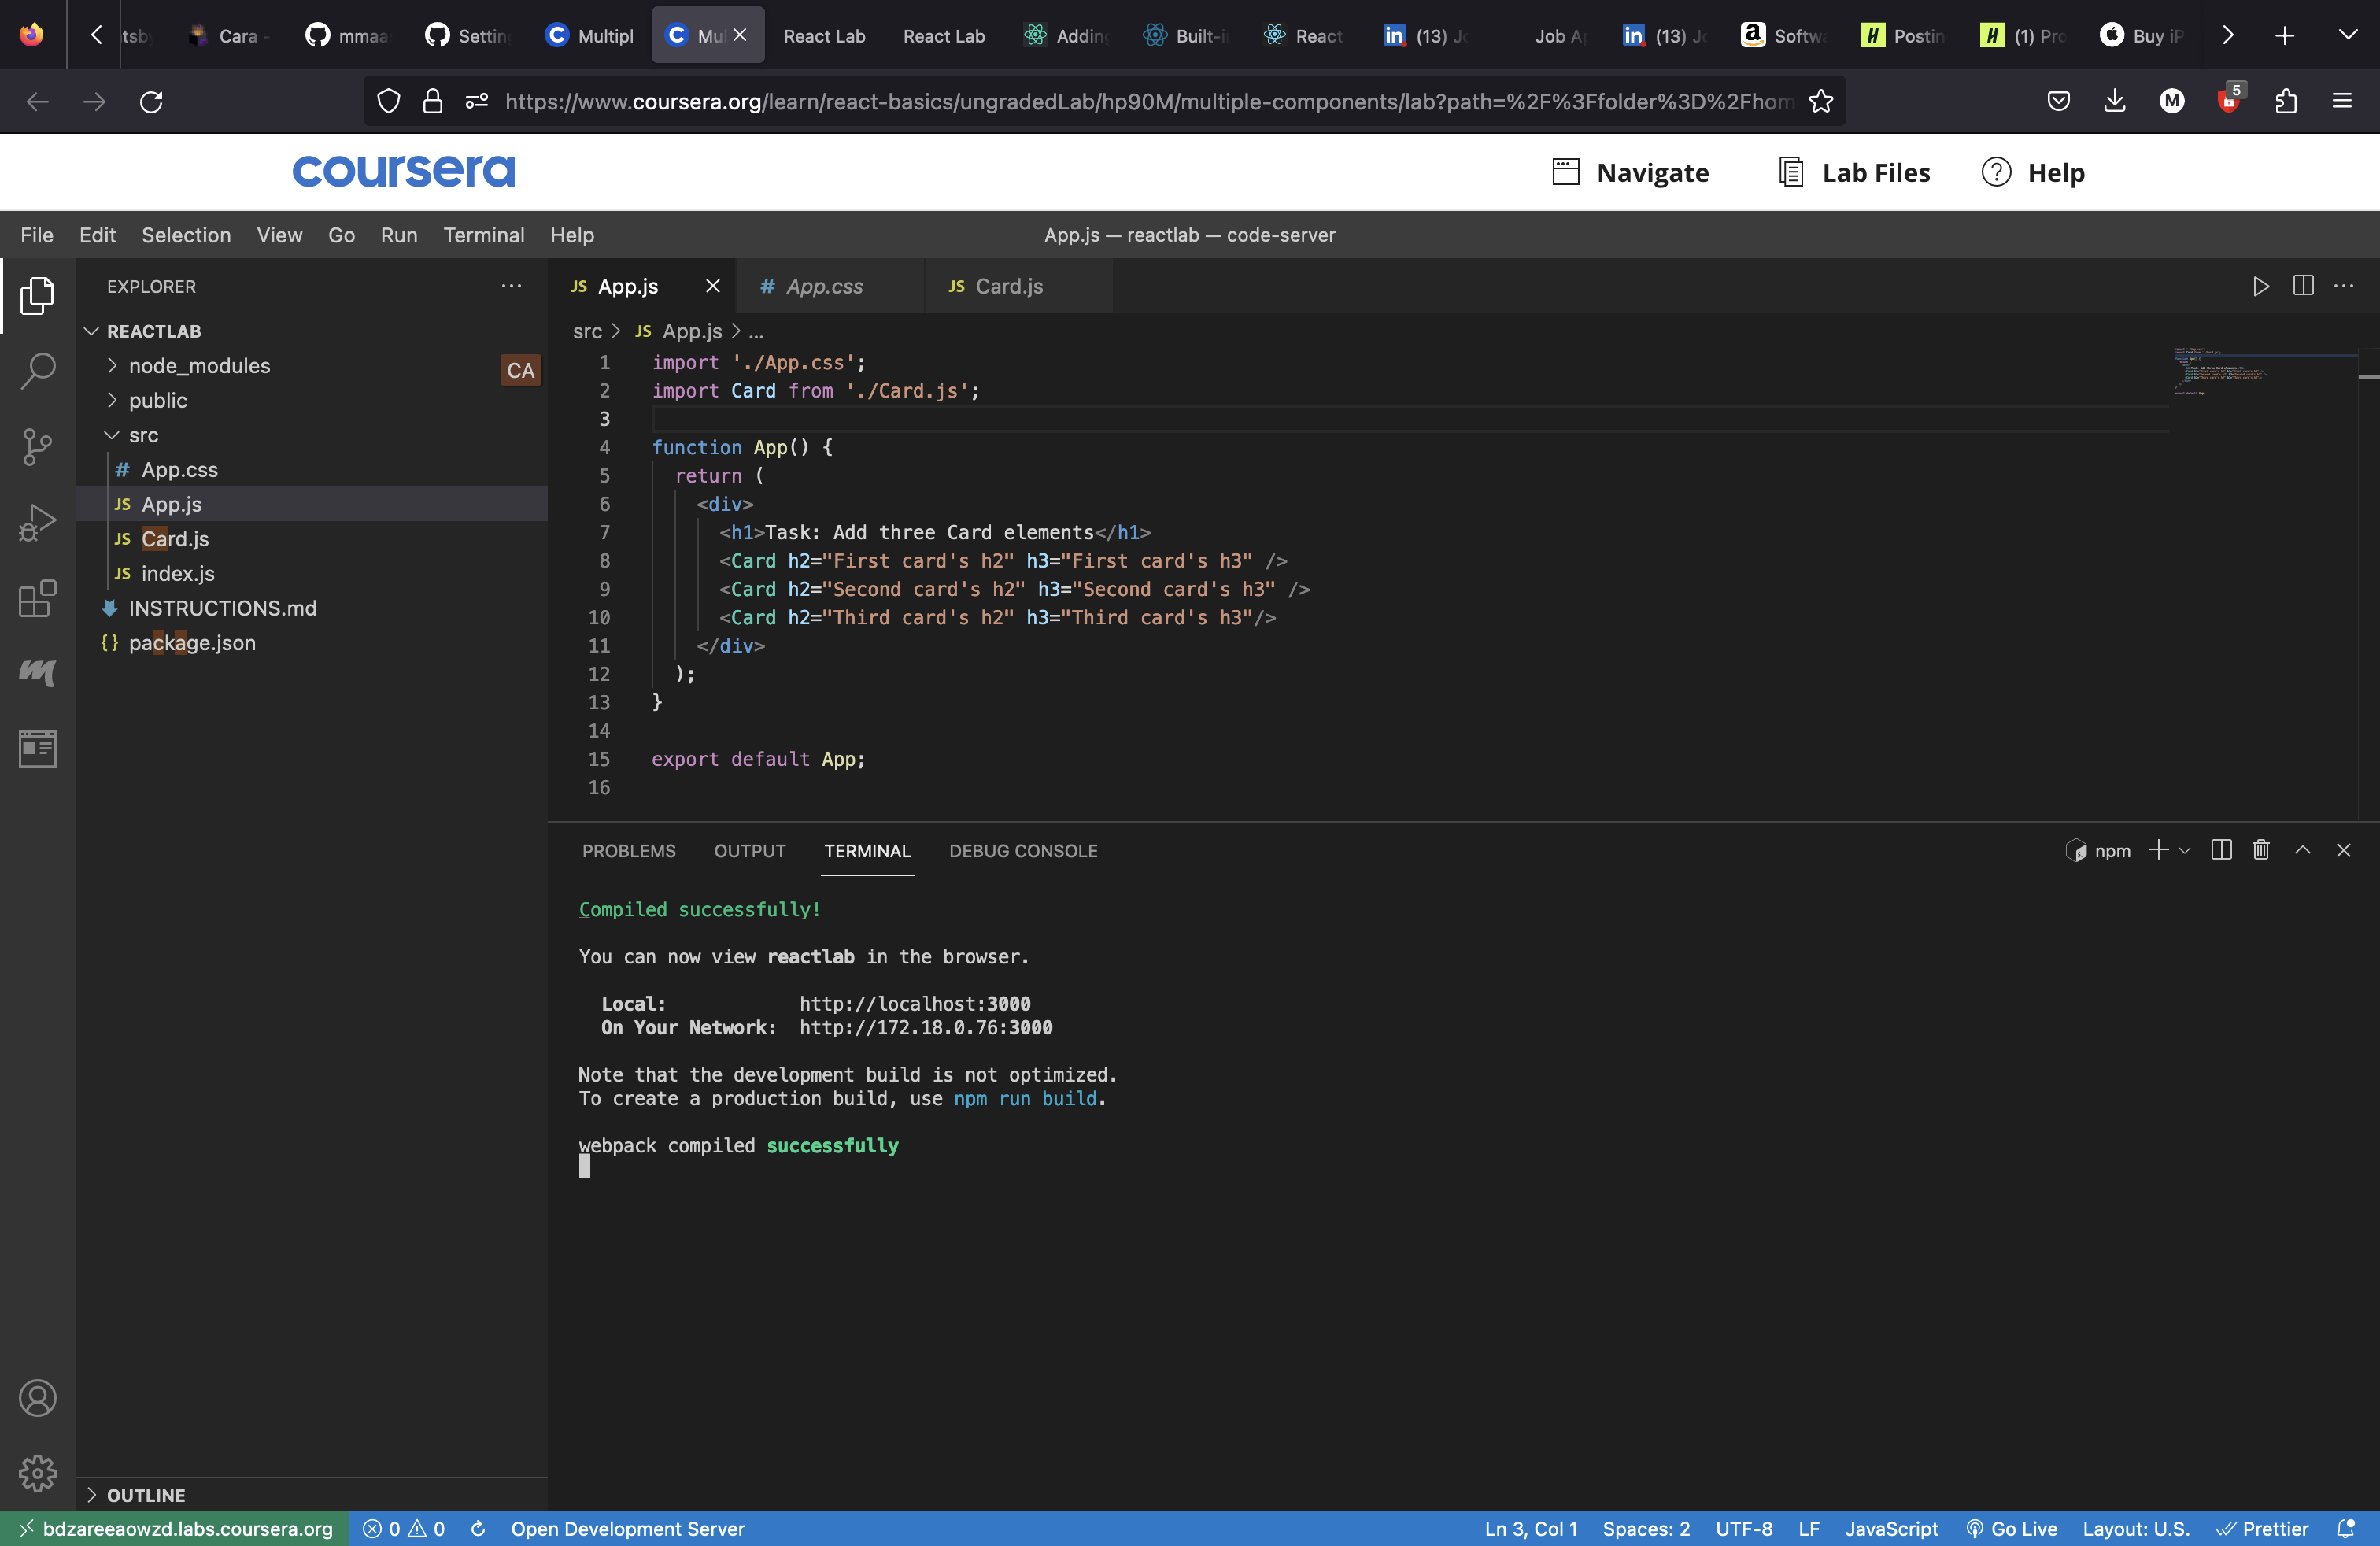 Cara
mmaa
Settin
Multipl
Mul
React Lab
React Lab
Adding
Built-i
React
(13) Jo
Job Ap
(13) Jo
Softwa
Postin
(1) Pro
Buy iP
https://www.coursera.org/learn/react-basics/ungradedLab/hp90M/multiple-components/lab?path=%2F%3Ffolder%3D%2Fhom
M
5
coursera
Navigate
Lab Files
Help
File Edit Selection View Go Run Terminal Help
App.js — reactlab — code-server
EXPLORER
REACTLAB
node_modules
CA
public
src
# App.css
JS App.js
JS Card.js
JS index.js
INSTRUCTIONS.md
{} package.json
OUTLINE
JS App.js
# App.css
JS Card.js
src > JS App.js > ...
1 import './App.css';
2 import Card from './Card.js';
3
4 function App() {
5 return (
6 <div>
7 <h1>Task: Add three Card elements</h1>
8 <Card h2="First card's h2" h3="First card's h3" />
9 <Card h2="Second card's h2" h3="Second card's h3" />
10 <Card h2="Third card's h2" h3="Third card's h3"/>
11 </div>
12 );
13 }
14
15 export default App;
16
PROBLEMS OUTPUT TERMINAL DEBUG CONSOLE
npm
Compiled successfully!
You can now view reactlab in the browser.
Local: http://localhost:3000
On Your Network: http://172.18.0.76:3000
Note that the development build is not optimized.
To create a production build, use npm run build.
webpack compiled successfully
bdzareeaowzd.labs.coursera.org
0 0
Open Development Server
Ln 3, Col 1
Spaces: 2
UTF-8
LF
JavaScript
Go Live
Layout: U.S.
Prettier